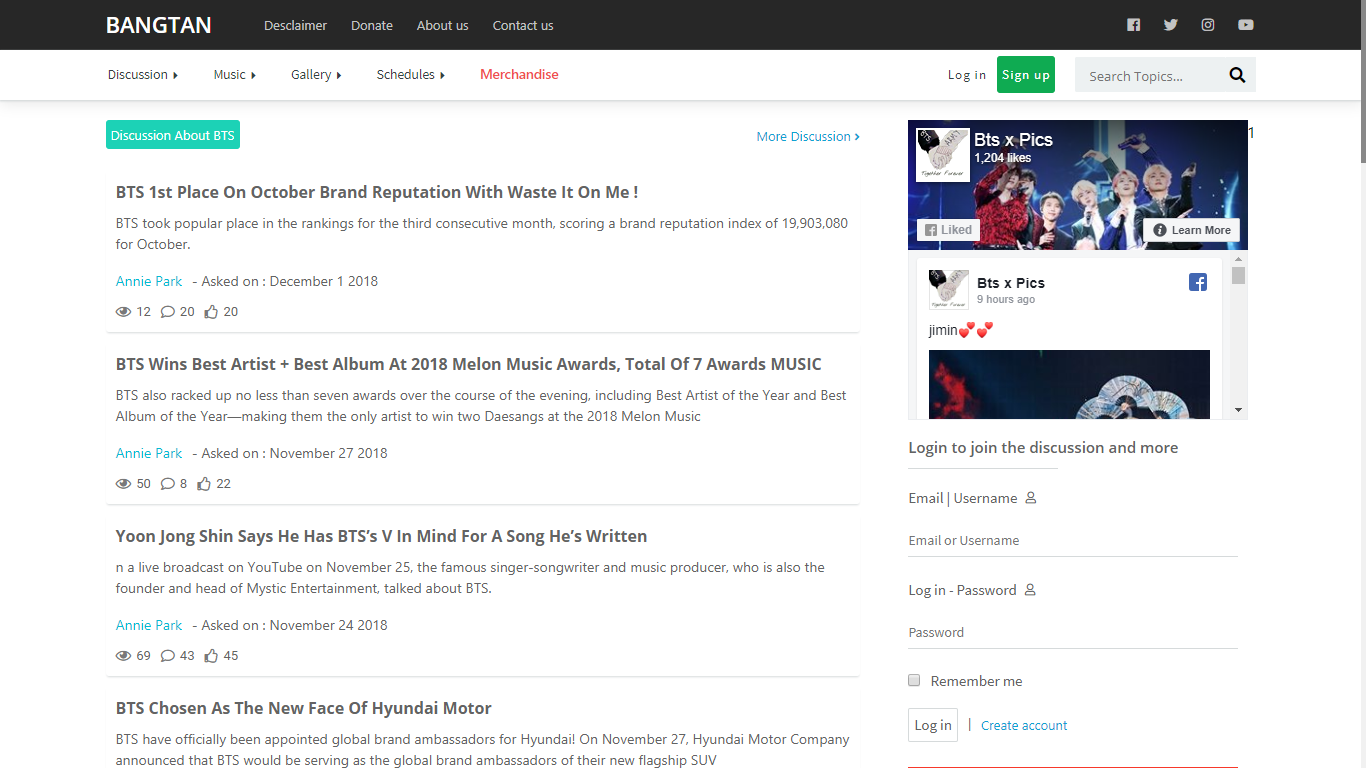 BANGTAN Desclaimer Donate About us Contact us
Discussion Music Gallery Schedules Merchandise Log in Sign up Search Topics...
Discussion About BTS More Discussion
BTS 1st Place On October Brand Reputation With Waste It On Me !
BTS took popular place in the rankings for the third consecutive month, scoring a brand reputation index of 19,903,080
for October.
Annie Park - Asked on : December 1 2018
12 20 20
BTS Wins Best Artist + Best Album At 2018 Melon Music Awards, Total Of 7 Awards MUSIC
BTS also racked up no less than seven awards over the course of the evening, including Best Artist of the Year and Best
Album of the Year—making them the only artist to win two Daesangs at the 2018 Melon Music
Annie Park - Asked on : November 27 2018
50 8 22
Yoon Jong Shin Says He Has BTS’s V In Mind For A Song He’s Written
n a live broadcast on YouTube on November 25, the famous singer-songwriter and music producer, who is also the
founder and head of Mystic Entertainment, talked about BTS.
Annie Park - Asked on : November 24 2018
69 43 45
BTS Chosen As The New Face Of Hyundai Motor
BTS have officially been appointed global brand ambassadors for Hyundai! On November 27, Hyundai Motor Company
announced that BTS would be serving as the global brand ambassadors of their new flagship SUV
Bts x Pics 1
1,204 likes
Together Forever
Liked Learn More
Bts x Pics
9 hours ago
Together Forever
jimin💕💕
Login to join the discussion and more
Email | Username
Email or Username
Log in - Password
Password
Remember me
Log in | Create account